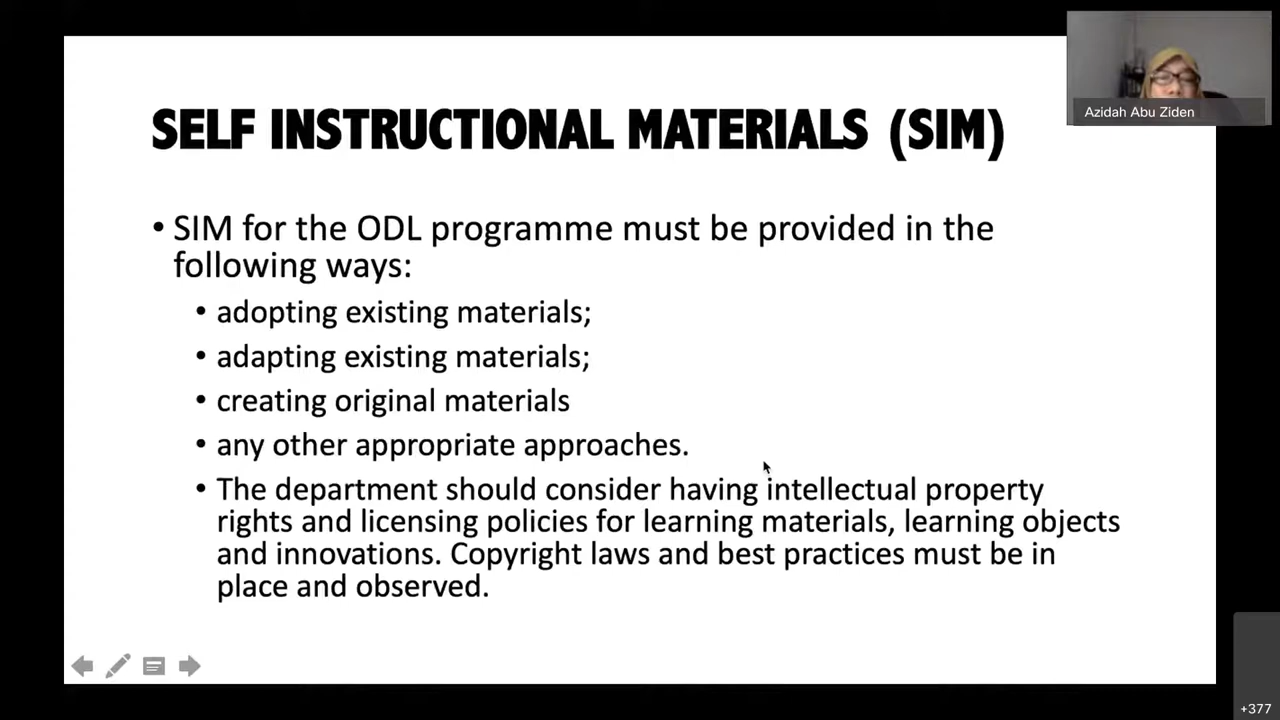 SELF INSTRUCTIONAL MATERIALS (SIM)
Azidah Abu Ziden
• SIM for the ODL programme must be provided in the
following ways:
• adopting existing materials;
• adapting existing materials;
• creating original materials
• any other appropriate approaches.
• The department should consider having intellectual property
rights and licensing policies for learning materials, learning objects
and innovations. Copyright laws and best practices must be in
place and observed.
+377